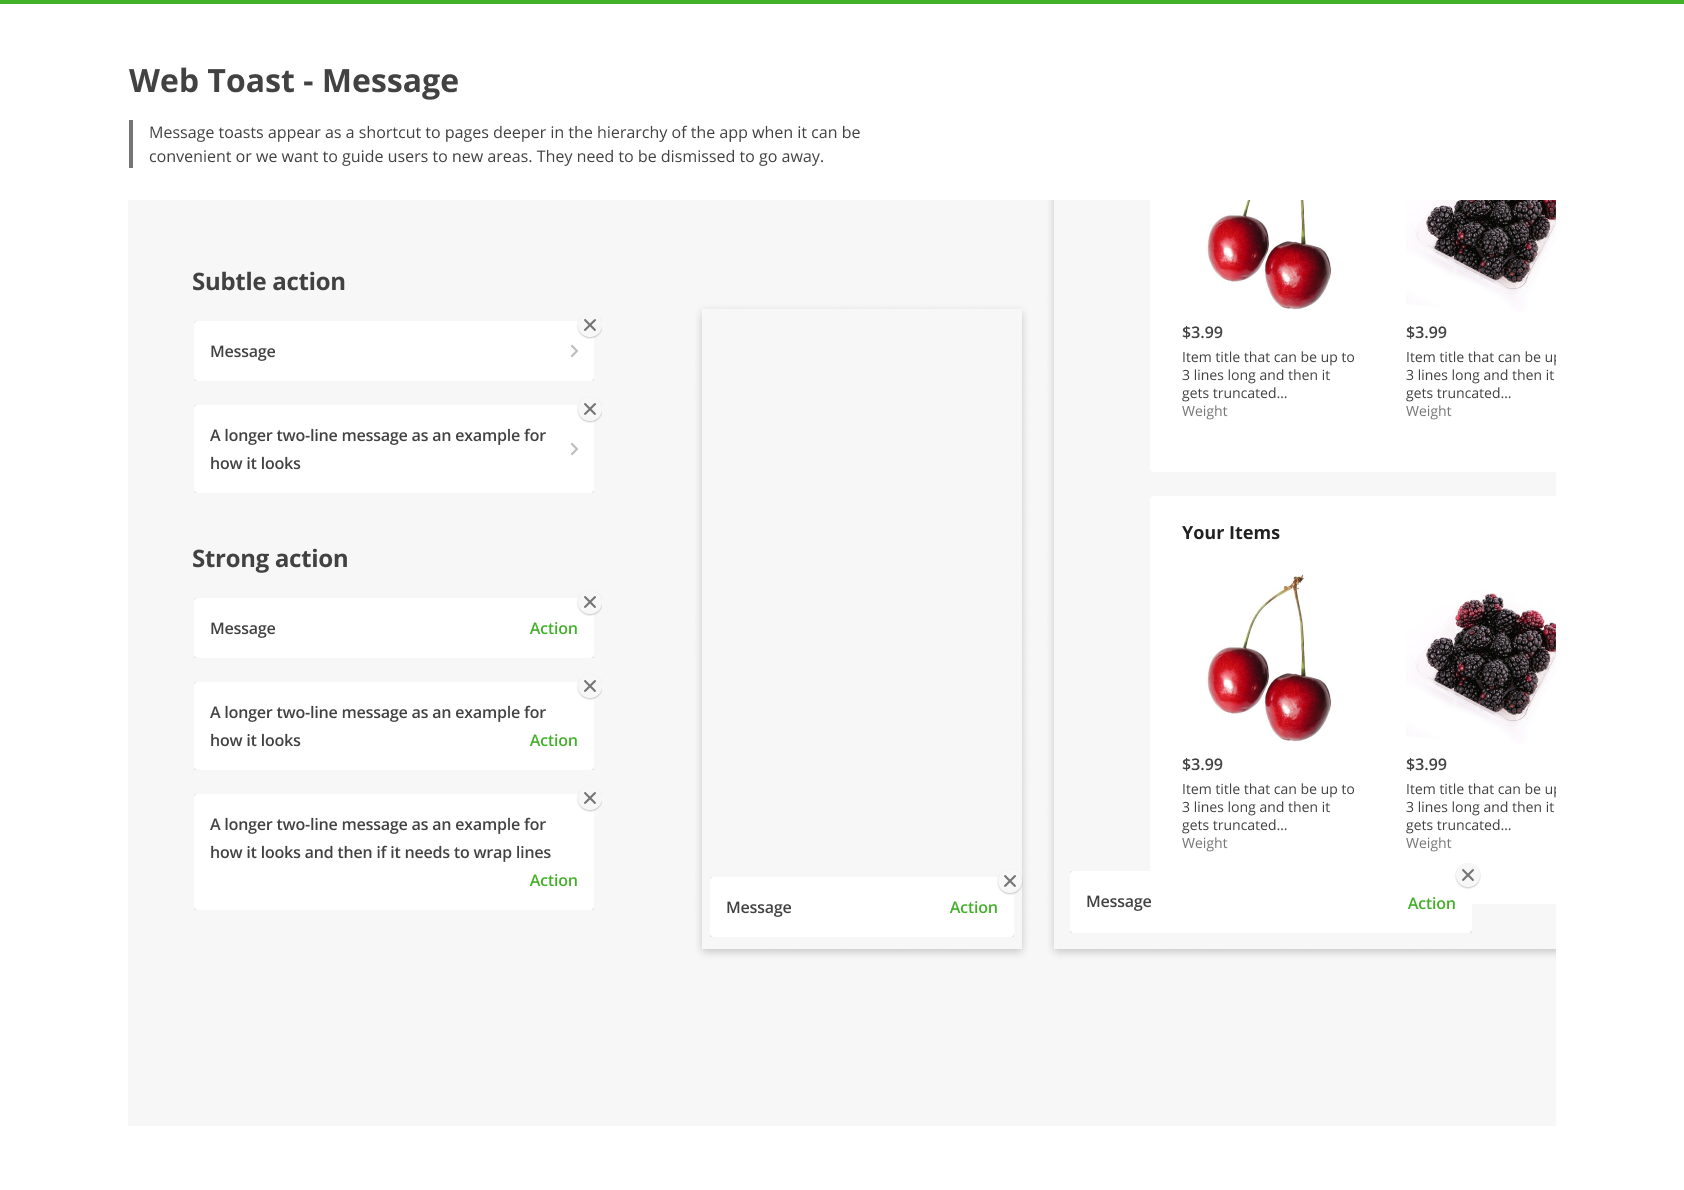 Web Toast - Message
Message toasts appear as a shortcut to pages deeper in the hierarchy of the app when it can be
convenient or we want to guide users to new areas. They need to be dismissed to go away.
Subtle action
Message
A longer two-line message as an example for
how it looks
Strong action
Message
Action
A longer two-line message as an example for
how it looks
Action
A longer two-line message as an example for
how it looks and then if it needs to wrap lines
Action
Message
Action
$3.99
Item title that can be up to
3 lines long and then it
gets truncated...
Weight
$3.99
Item title that can be up
3 lines long and then it
gets truncated...
Weight
Your Items
$3.99
Item title that can be up to
3 lines long and then it
gets truncated...
Weight
$3.99
Item title that can be up
3 lines long and then it
gets truncated...
Weight
Message
Action